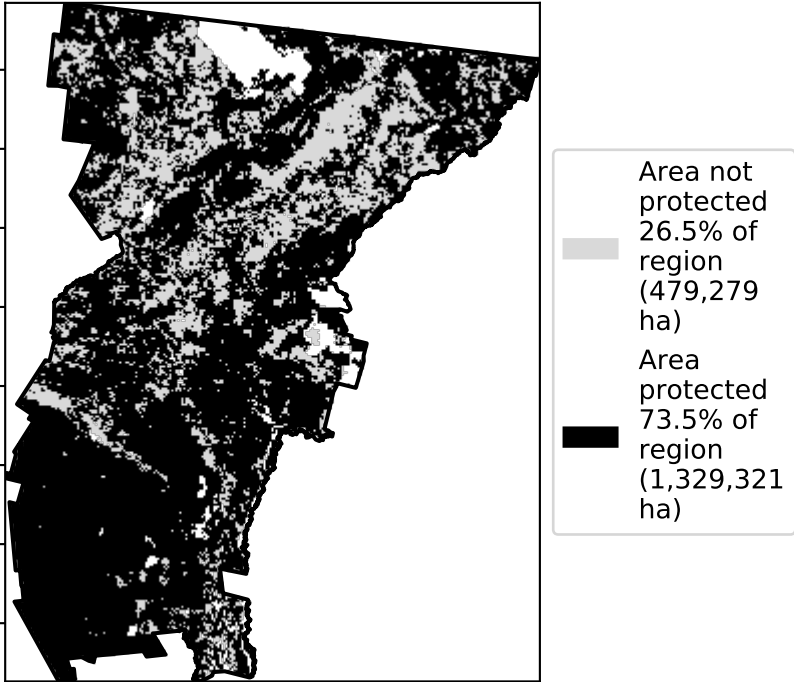 Area not
protected
26.5% of
region
(479,279
ha)
Area
protected
73.5% of
region
(1,329,321
ha)